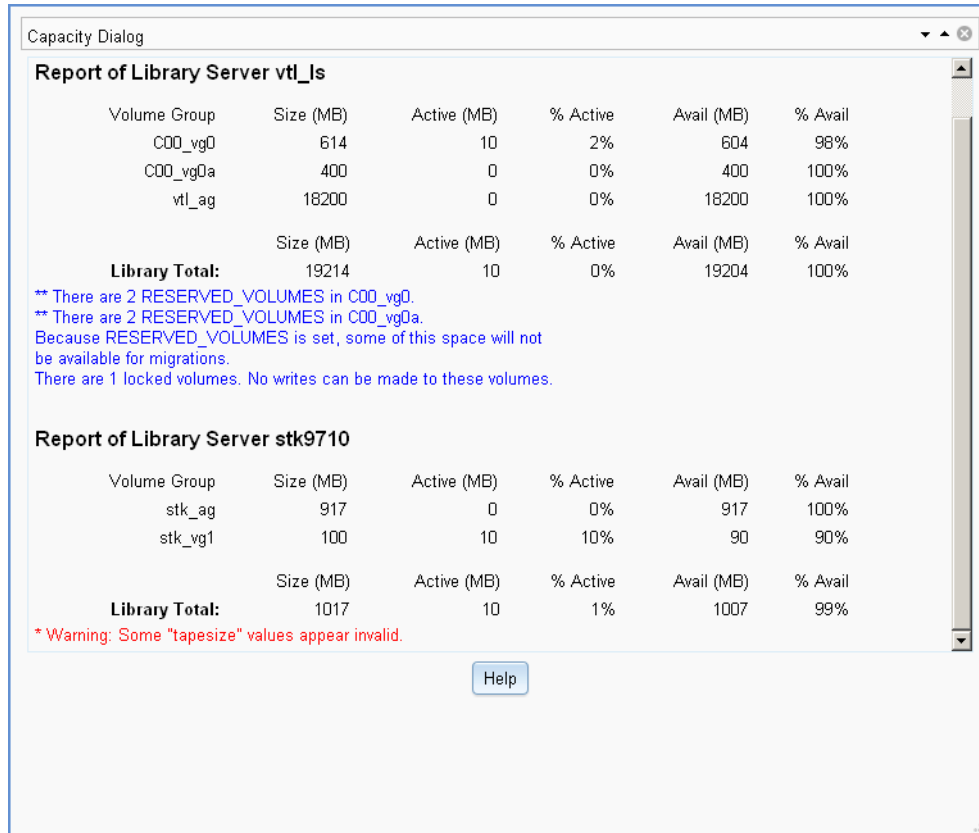 Capacity Dialog
Report of Library Server vtl_ls
Volume Group Size (MB) Active (MB) % Active Avail (MB) % Avail
C00_vg0 614 10 2% 604 98%
C00_vg0a 400 0 0% 400 100%
vtl_ag 18200 0 0% 18200 100%
Size (MB) Active (MB) % Active Avail (MB) % Avail
Library Total: 19214 10 0% 19204 100%
** There are 2 RESERVED_VOLUMES in C00_vg0.
** There are 2 RESERVED_VOLUMES in C00_vg0a.
Because RESERVED_VOLUMES is set, some of this space will not
be available for migrations.
There are 1 locked volumes. No writes can be made to these volumes.
Report of Library Server stk9710
Volume Group Size (MB) Active (MB) % Active Avail (MB) % Avail
stk_ag 917 0 0% 917 100%
stk_vg1 100 10 10% 90 90%
Size (MB) Active (MB) % Active Avail (MB) % Avail
Library Total: 1017 10 1% 1007 99%
* Warning: Some "tapesize" values appear invalid.
Help